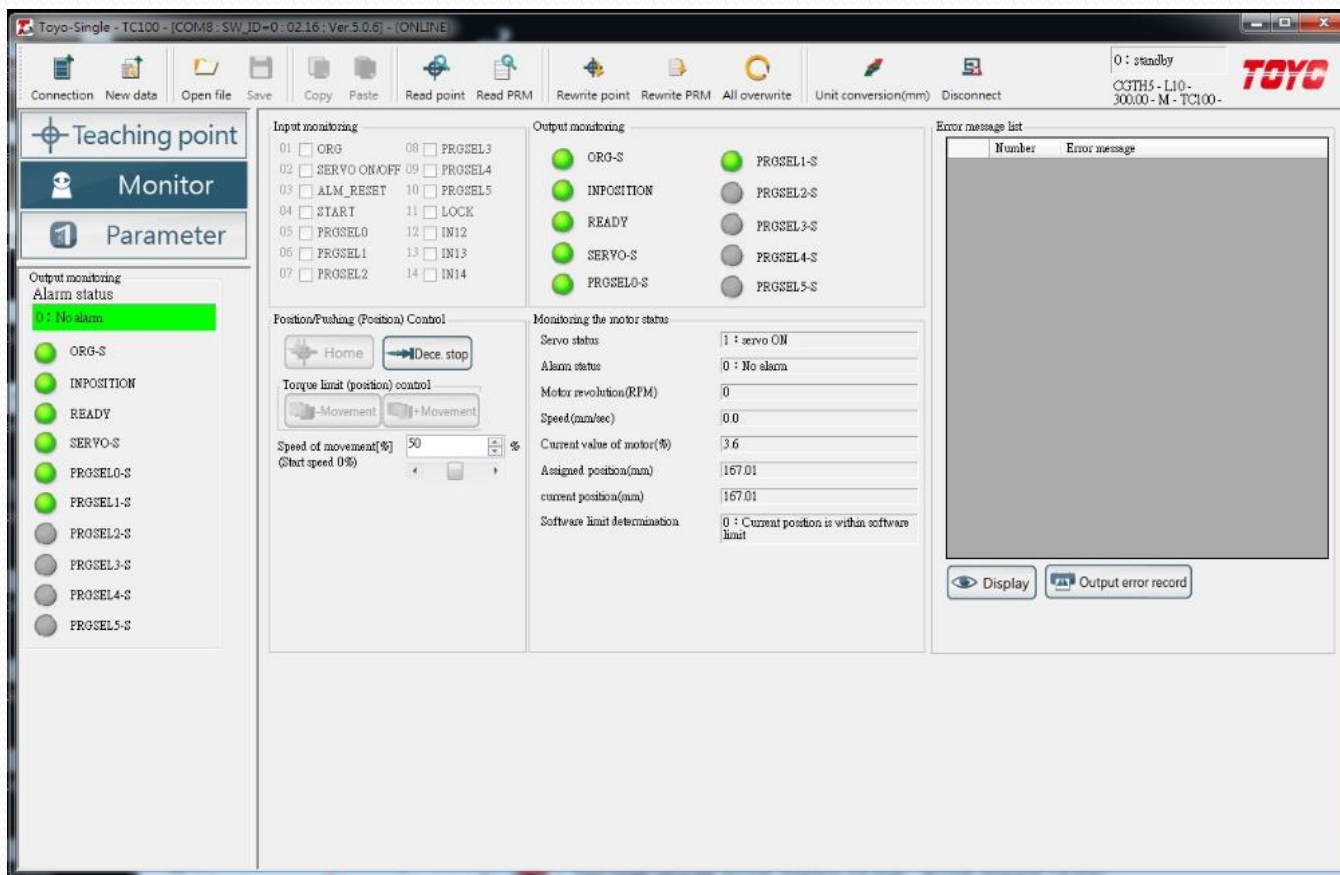 Toyo-Single - TC100 - [COM8 : SW_ID=0 : 02.16 : Ver.5.0.6] - (ONLINE)
Connection New data Open file Save Copy Paste Read point Read PRM Rewrite point Rewrite PRM All overwrite Unit conversion(mm) Disconnect
0 : standby
CGTH5 - L10 -
300.00 - M - TC100 -
TOYO
Teaching point
Monitor
Parameter
Output monitoring
Alarm status
0 : No alarm
ORG-S
INPOSITION
READY
SERVO-S
PRGSEL0-S
PRGSEL1-S
PRGSEL2-S
PRGSEL3-S
PRGSEL4-S
PRGSEL5-S
Input monitoring
01 ORG 08 PRGSEL3
02 SERVO ON/OFF 09 PRGSEL4
03 ALM_RESET 10 PRGSEL5
04 START 11 LOCK
05 PRGSEL0 12 IN12
06 PRGSEL1 13 IN13
07 PRGSEL2 14 IN14
Output monitoring
ORG-S PRGSEL1-S
INPOSITION PRGSEL2-S
READY PRGSEL3-S
SERVO-S PRGSEL4-S
PRGSEL0-S PRGSEL5-S
Position/Pushing (Position) Control
Home Dece. stop
Torque limit (position) control
-Movement +Movement
Speed of movement[%] 50 %
(Start speed 0%)
Monitoring the motor status
Servo status 1 : servo ON
Alarm status 0 : No alarm
Motor revolution(RPM) 0
Speed(mm/sec) 0.0
Current value of motor(%) 3.6
Assigned position(mm) 167.01
current position(mm) 167.01
Software limit determination 0 : Current position is within software
limit
Error message list
Number Error message
Display Output error record